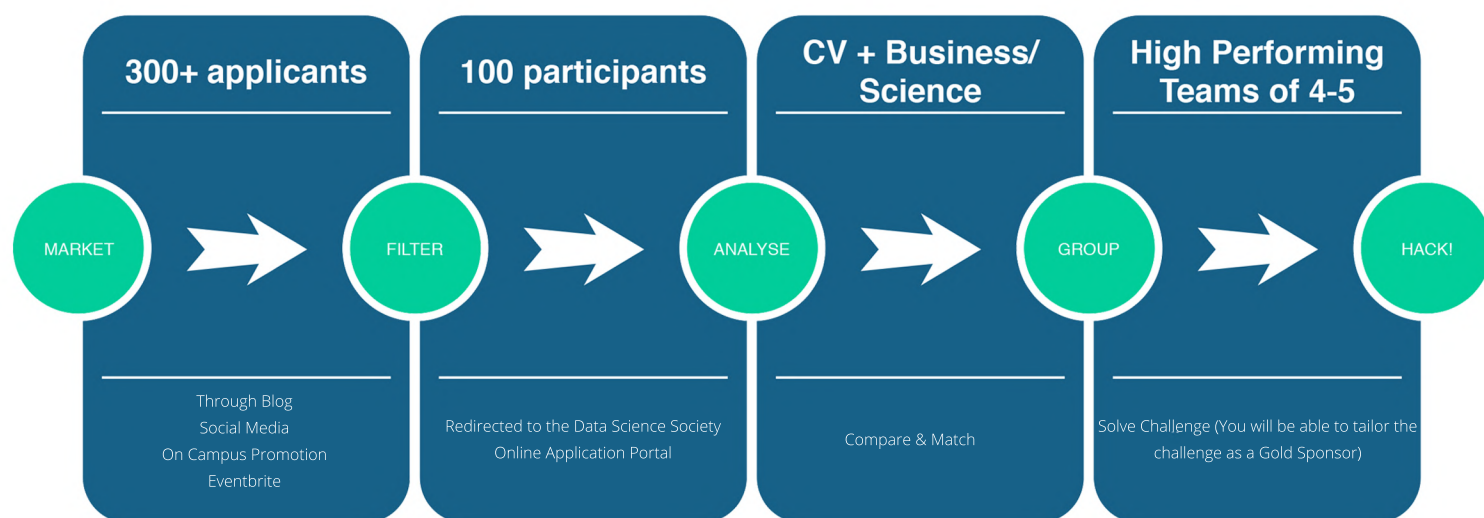 300+ applicants
100 participants
CV + Business/
Science
High Performing
Teams of 4-5
MARKET
FILTER
ANALYSE
GROUP
HACK!
Through Blog
Social Media
On Campus Promotion
Eventbrite
Redirected to the Data Science Society
Online Application Portal
Compare & Match
Solve Challenge (You will be able to tailor the
challenge as a Gold Sponsor)